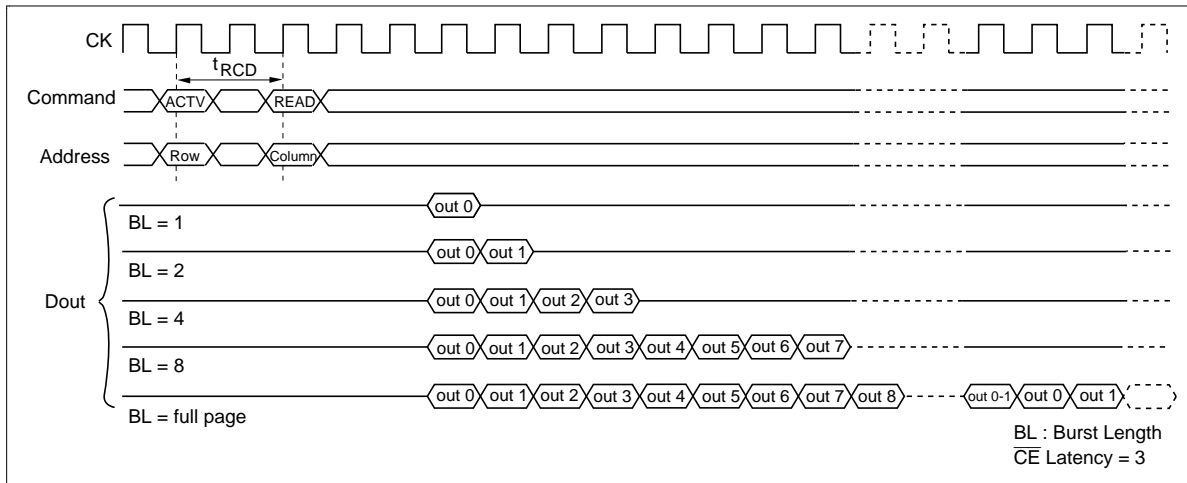 CK
tRCD
Command ACTV READ
Address Row Column
out 0
BL = 1
out 0 out 1
BL = 2
Dout
out 0 out 1 out 2 out 3
BL = 4
out 0 out 1 out 2 out 3 out 4 out 5 out 6 out 7
BL = 8
out 0 out 1 out 2 out 3 out 4 out 5 out 6 out 7 out 8 out 0-1 out 0 out 1
BL = full page
BL : Burst Length
CE Latency = 3